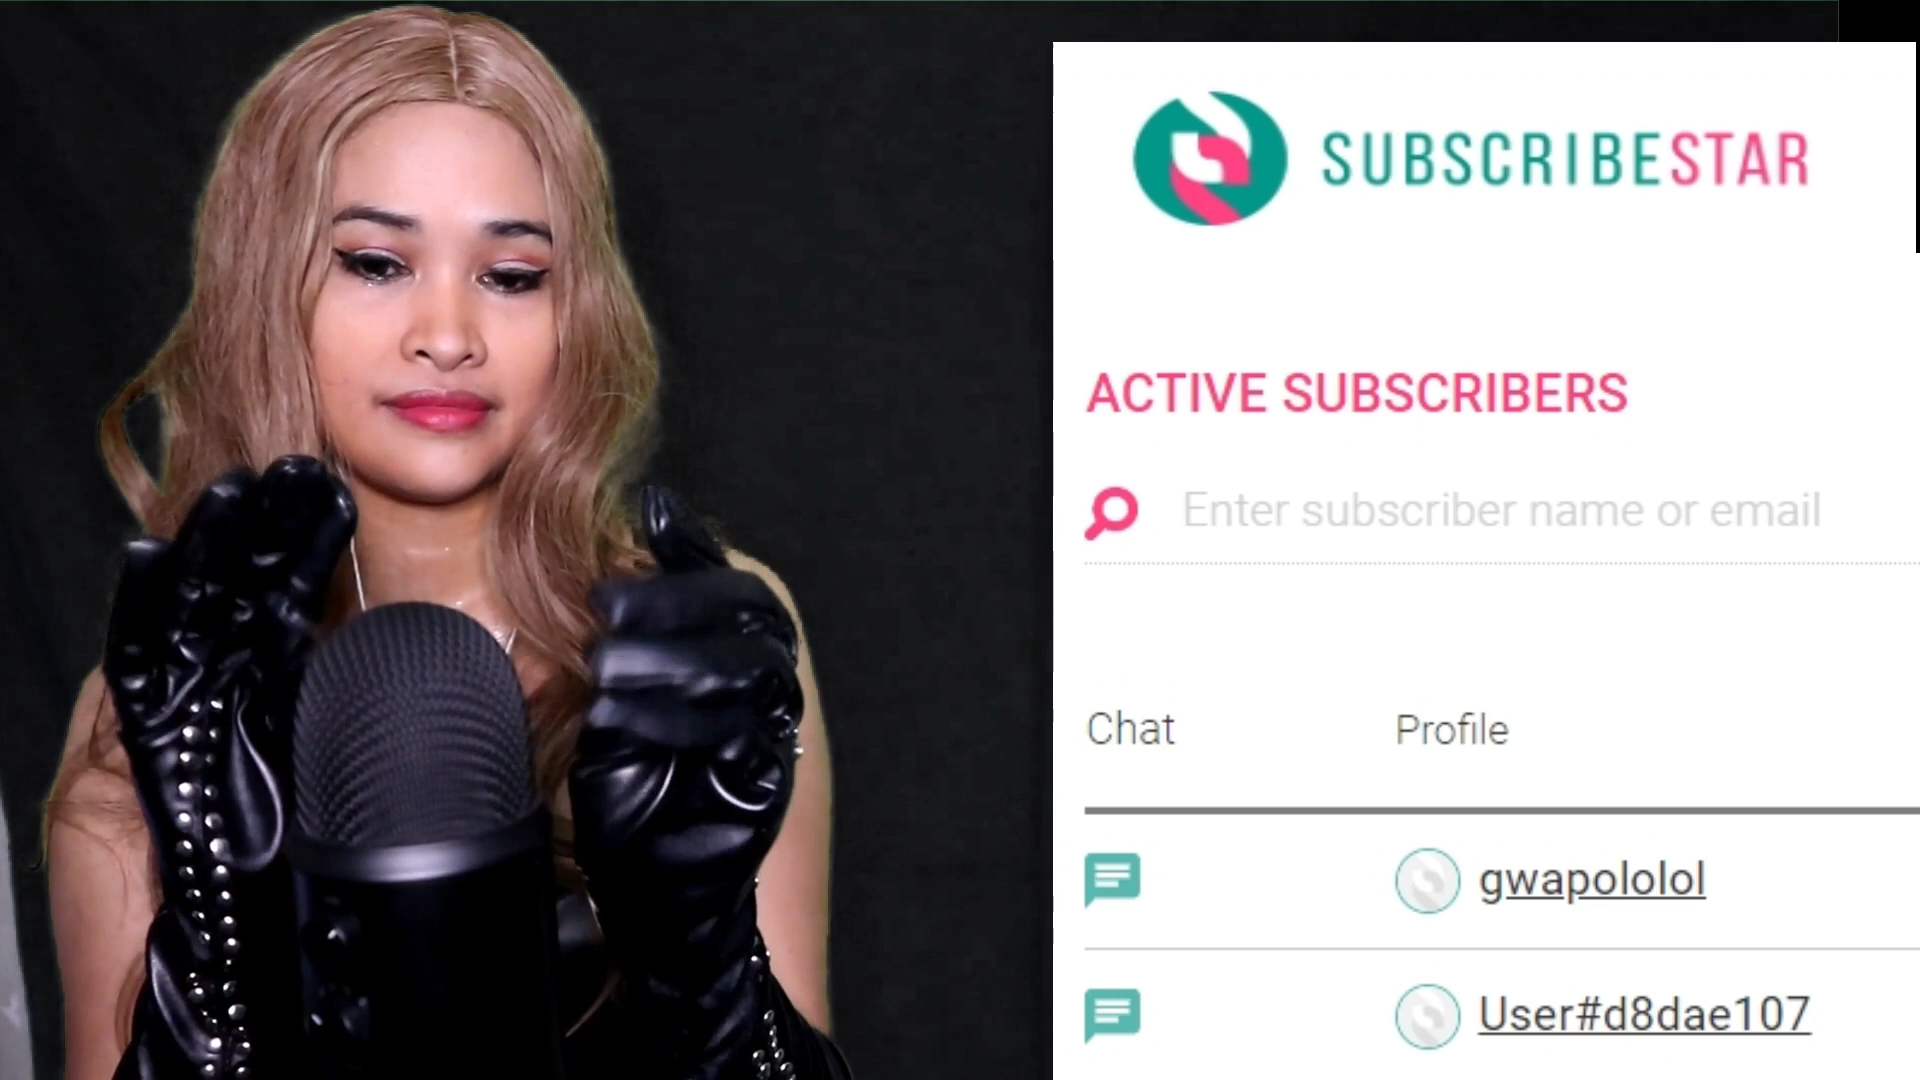 SUBSCRIBESTAR
ACTIVE SUBSCRIBERS
Enter subscriber name or email
Chat Profile
gwapololol
User#d8dae107